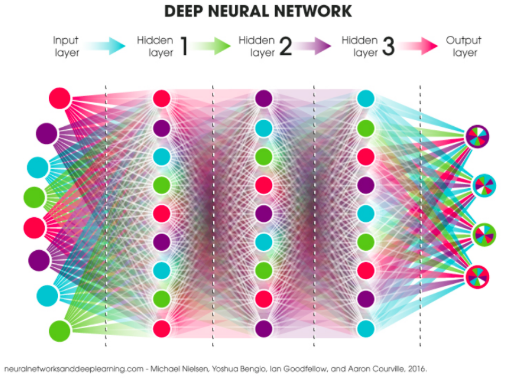 DEEP NEURAL NETWORK
Input layer
Hidden layer 1
Hidden layer 2
Hidden layer 3
Output layer
neuralnetworksanddeeplearning.com - Michael Nielsen, Yoshua Bengio, Ian Goodfellow, and Aaron Courville, 2016.